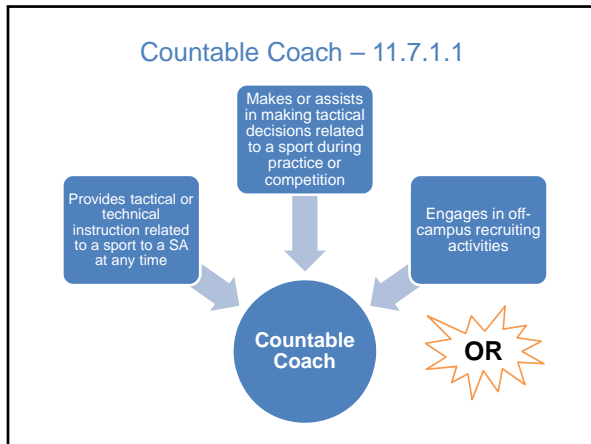 Countable Coach – 11.7.1.1
Makes or assists
in making tactical
decisions related
to a sport during
practice or
competition
Provides tactical or
technical
instruction related
to a sport to a SA
at any time
Engages in off-
campus recruiting
activities
Countable
Coach
OR